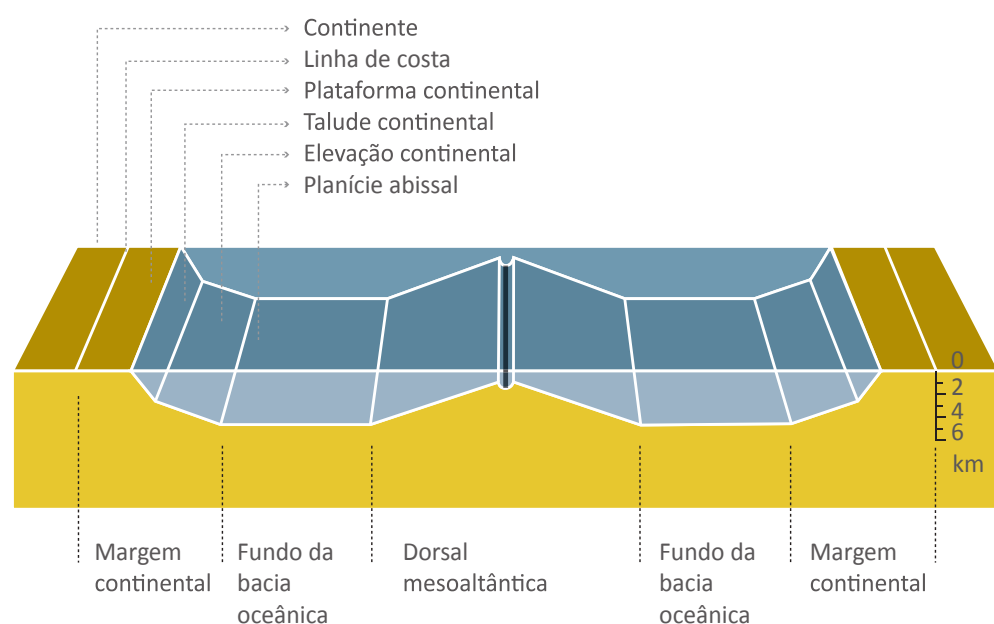 Continente
Linha de costa
Plataforma continental
Talude continental
Elevação continental
Planície abissal
0
2
4
6
km
Margem
continental
Fundo da
bacia
oceânica
Dorsal
mesoaltântica
Fundo da
bacia
oceânica
Margem
continental